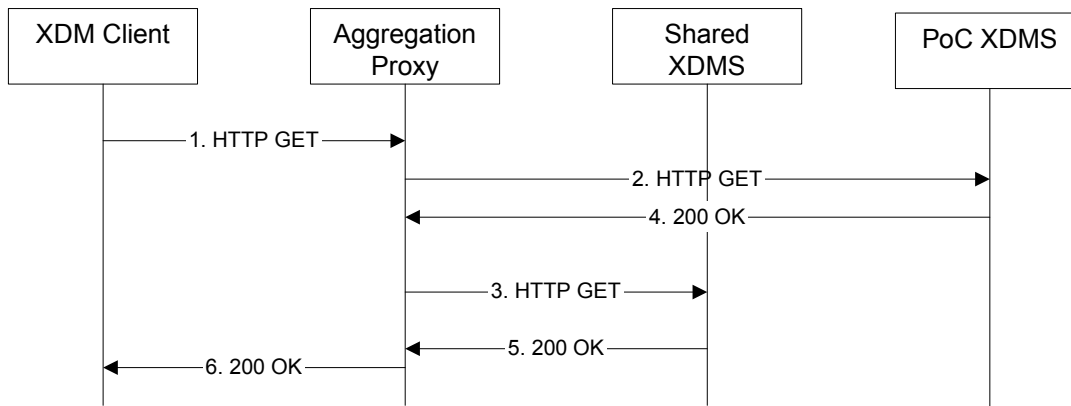 XDM Client
Aggregation
Proxy
Shared
XDMS
PoC XDMS
1. HTTP GET
2. HTTP GET
4. 200 OK
3. HTTP GET
5. 200 OK
6. 200 OK